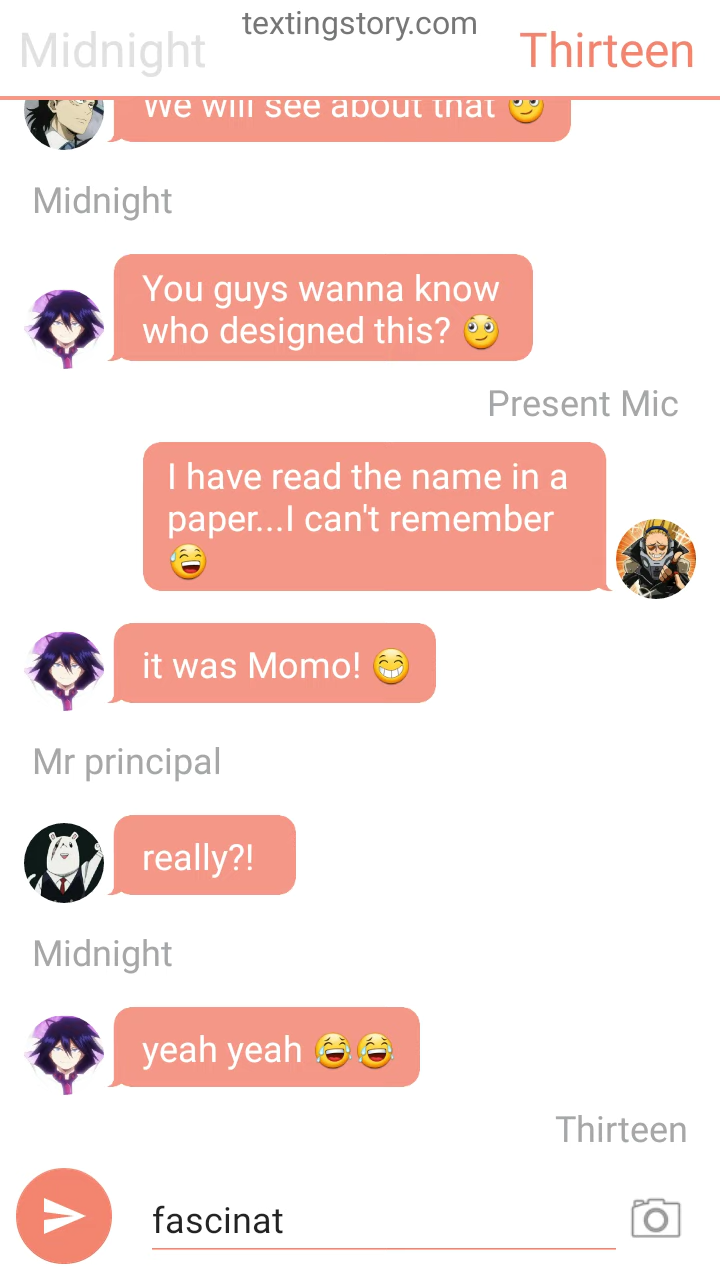 textingstory.com
Midnight
Thirteen
We will see about that 🙄
Midnight
You guys wanna know
who designed this? 🙄
Present Mic
I have read the name in a
paper...I can't remember
😅
it was Momo! 😁
Mr principal
really?!
Midnight
yeah yeah 😂😂
Thirteen
fascinat